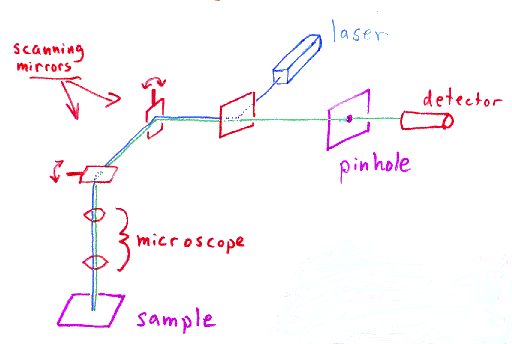 laser
scanning
mirrors
detector
pinhole
microscope
sample